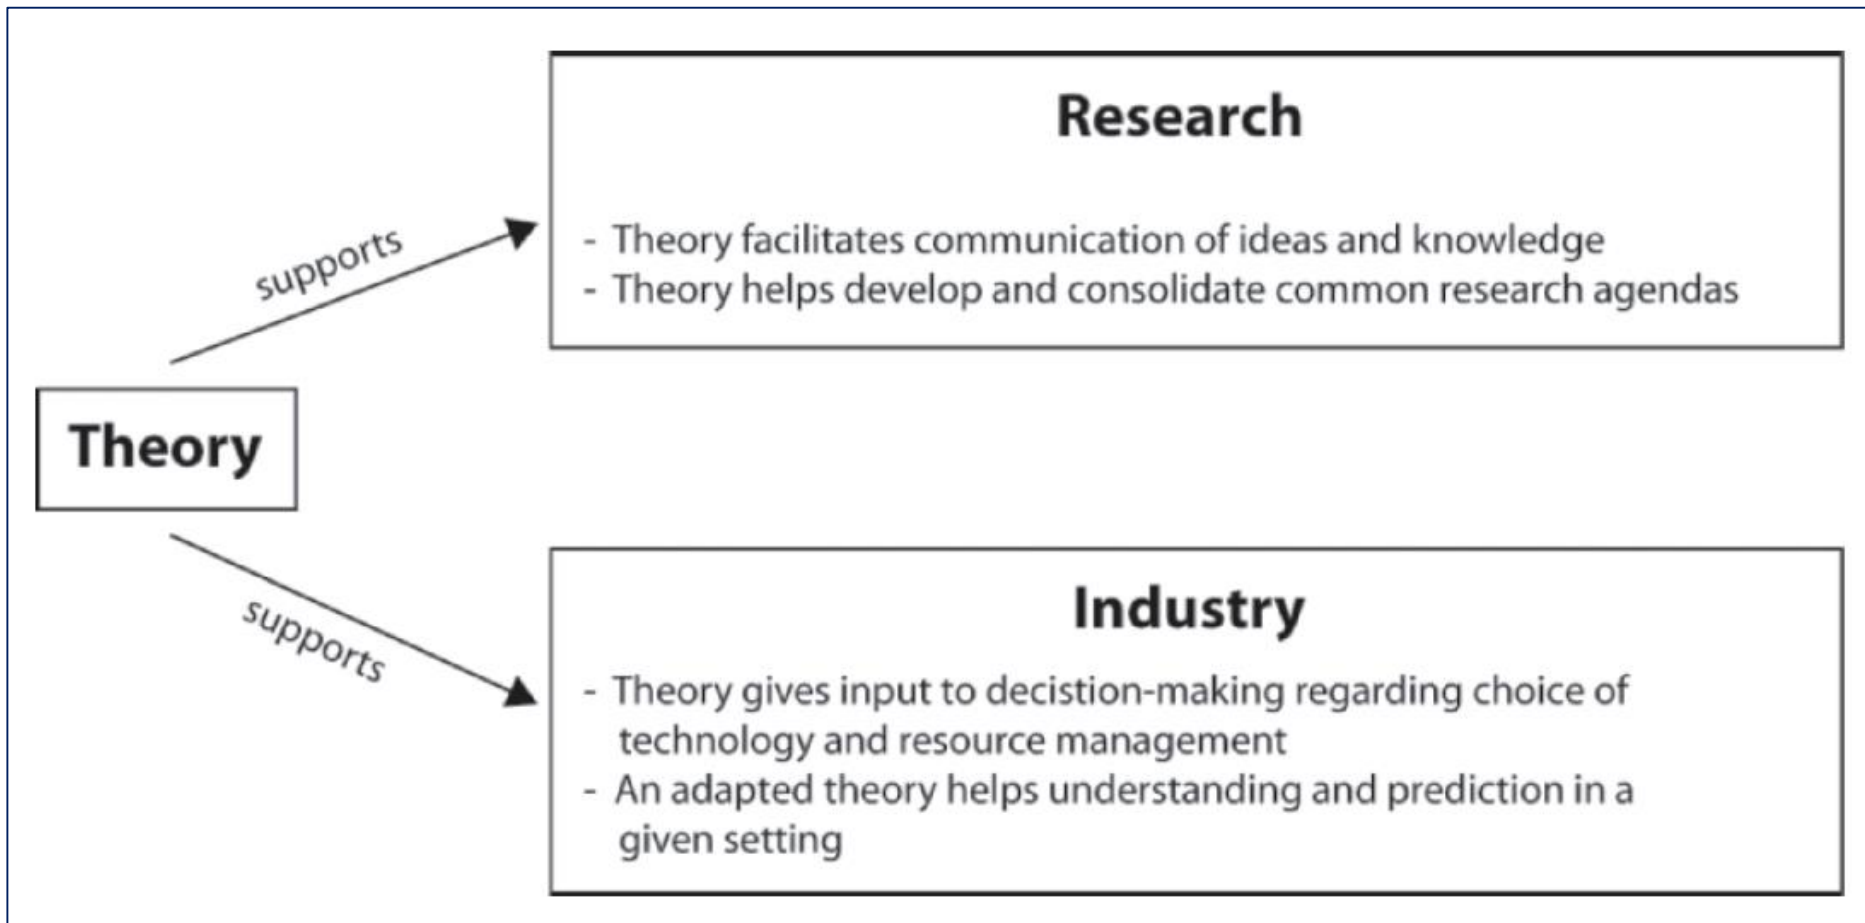 Research
supports
- Theory facilitates communication of ideas and knowledge
- Theory helps develop and consolidate common research agendas
Theory
supports
Industry
- Theory gives input to decistion-making regarding choice of
technology and resource management
- An adapted theory helps understanding and prediction in a
given setting